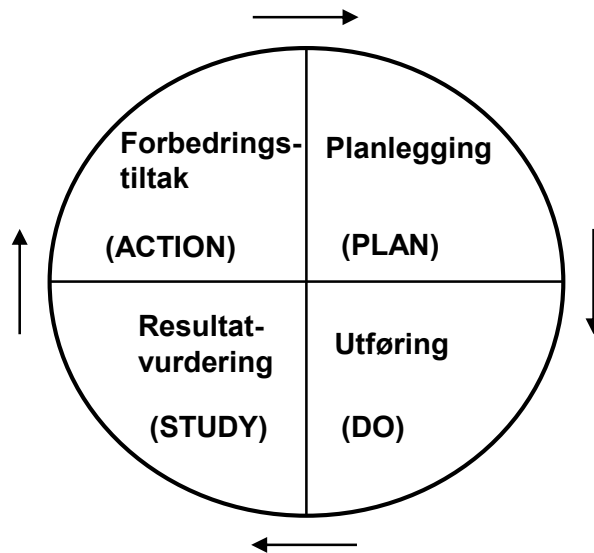 Forbedrings-
tiltak
(ACTION)
Planlegging
(PLAN)
Resultat-
vurdering
(STUDY)
Utføring
(DO)